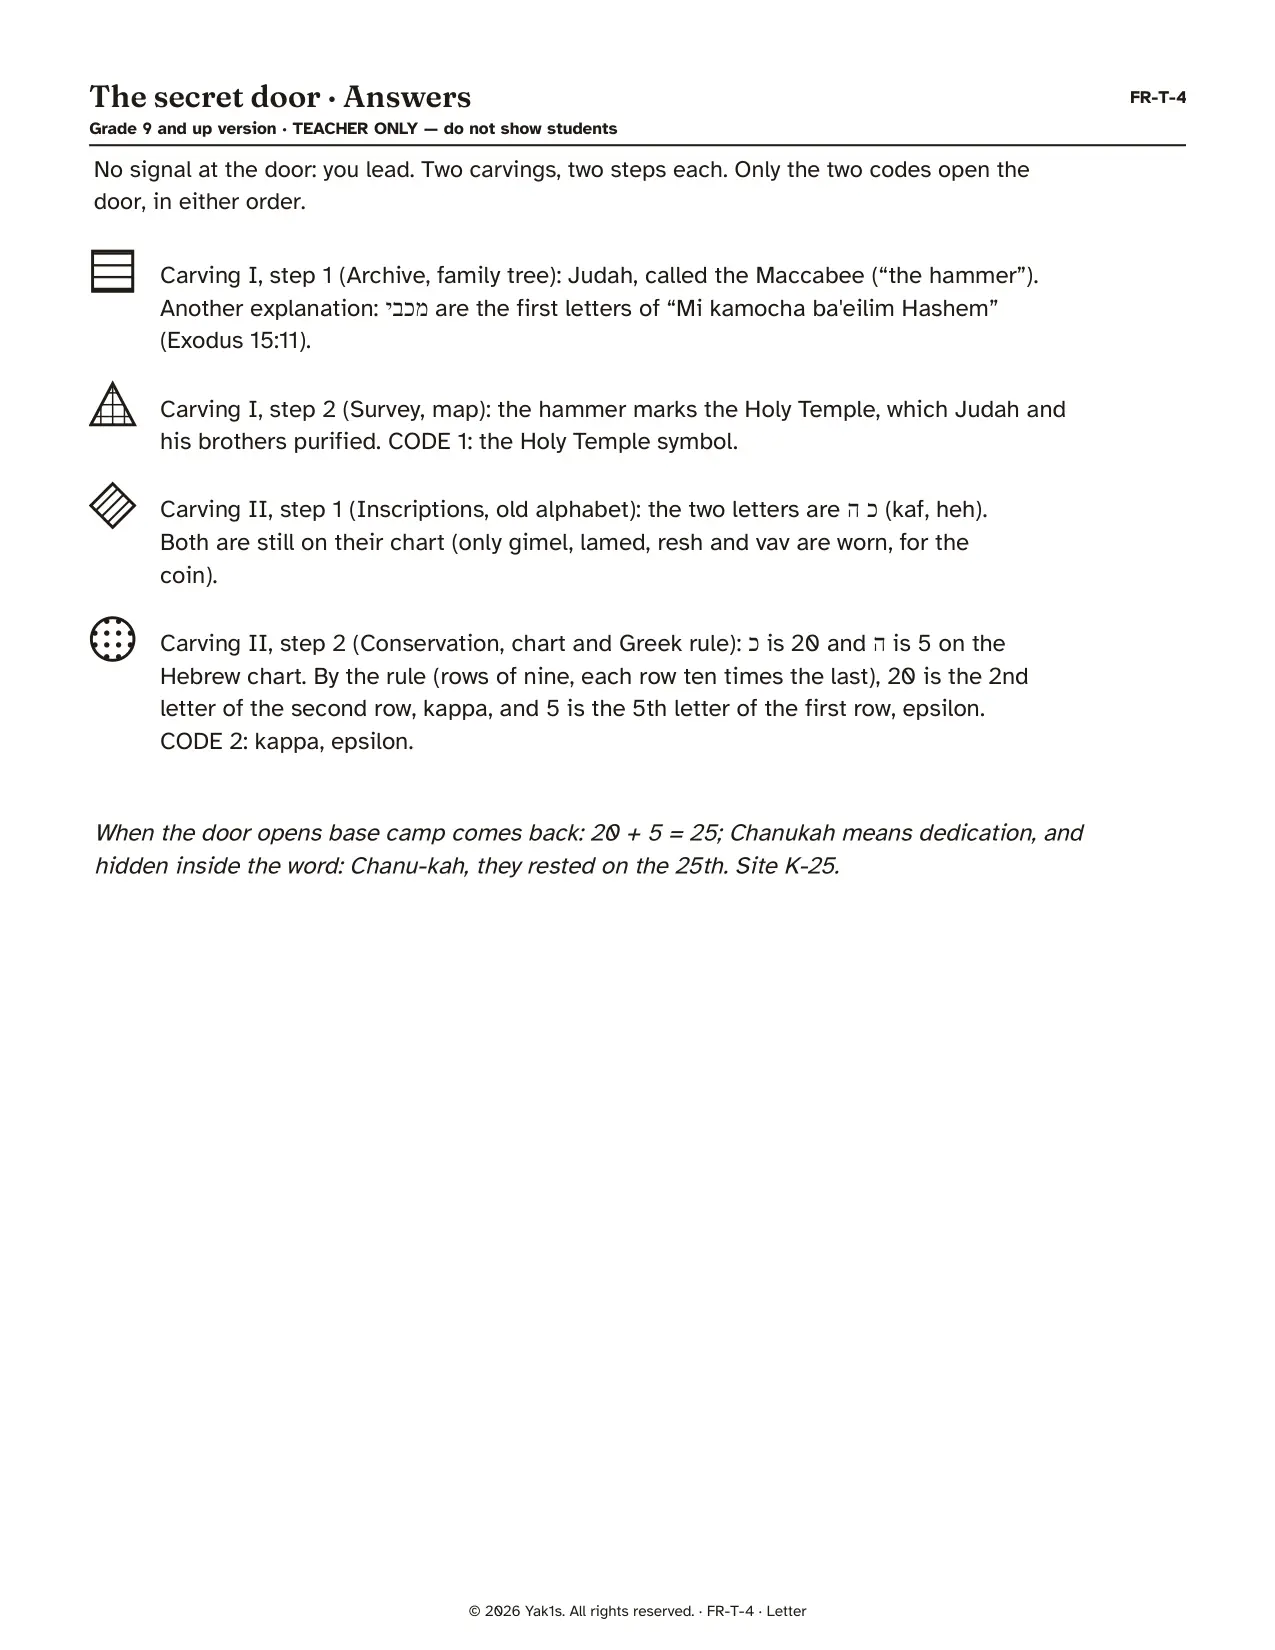 The secret door · Answers
FR-T-4
Grade 9 and up version · TEACHER ONLY — do not show students
No signal at the door: you lead. Two carvings, two steps each. Only the two codes open the
door, in either order.
Carving I, step 1 (Archive, family tree): Judah, called the Maccabee (“the hammer”).
Another explanation: מכבי are the first letters of “Mi kamocha ba'eilim Hashem”
(Exodus 15:11).
Carving I, step 2 (Survey, map): the hammer marks the Holy Temple, which Judah and
his brothers purified. CODE 1: the Holy Temple symbol.
Carving II, step 1 (Inscriptions, old alphabet): the two letters are כ ה (kaf, heh).
Both are still on their chart (only gimel, lamed, resh and vav are worn, for the
coin).
Carving II, step 2 (Conservation, chart and Greek rule): כ is 20 and ה is 5 on the
Hebrew chart. By the rule (rows of nine, each row ten times the last), 20 is the 2nd
letter of the second row, kappa, and 5 is the 5th letter of the first row, epsilon.
CODE 2: kappa, epsilon.
When the door opens base camp comes back: 20 + 5 = 25; Chanukah means dedication, and
hidden inside the word: Chanu-kah, they rested on the 25th. Site K-25.
© 2026 Yak1s. All rights reserved. · FR-T-4 · Letter